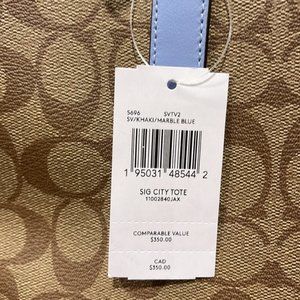 5696 SVTV2
SV/KHAKI/MARBLE BLUE
1 95031 48544 2
SIG CITY TOTE
11002840JAX
COMPARABLE VALUE
$350.00
CAD
$350.00